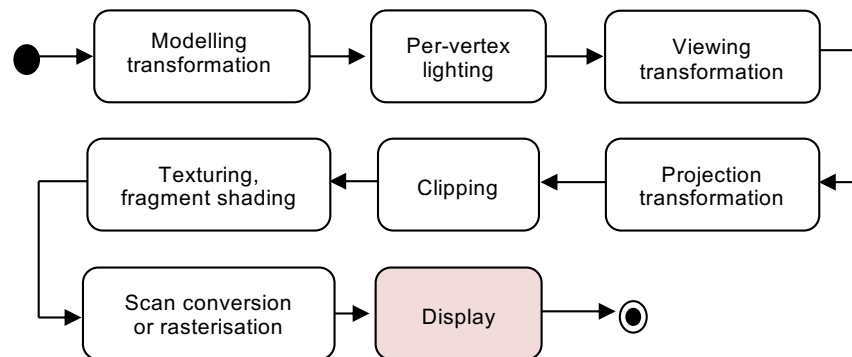 Modelling
transformation
Per-vertex
lighting
Viewing
transformation
Projection
transformation
Clipping
Texturing,
fragment shading
Scan conversion
or rasterisation
Display